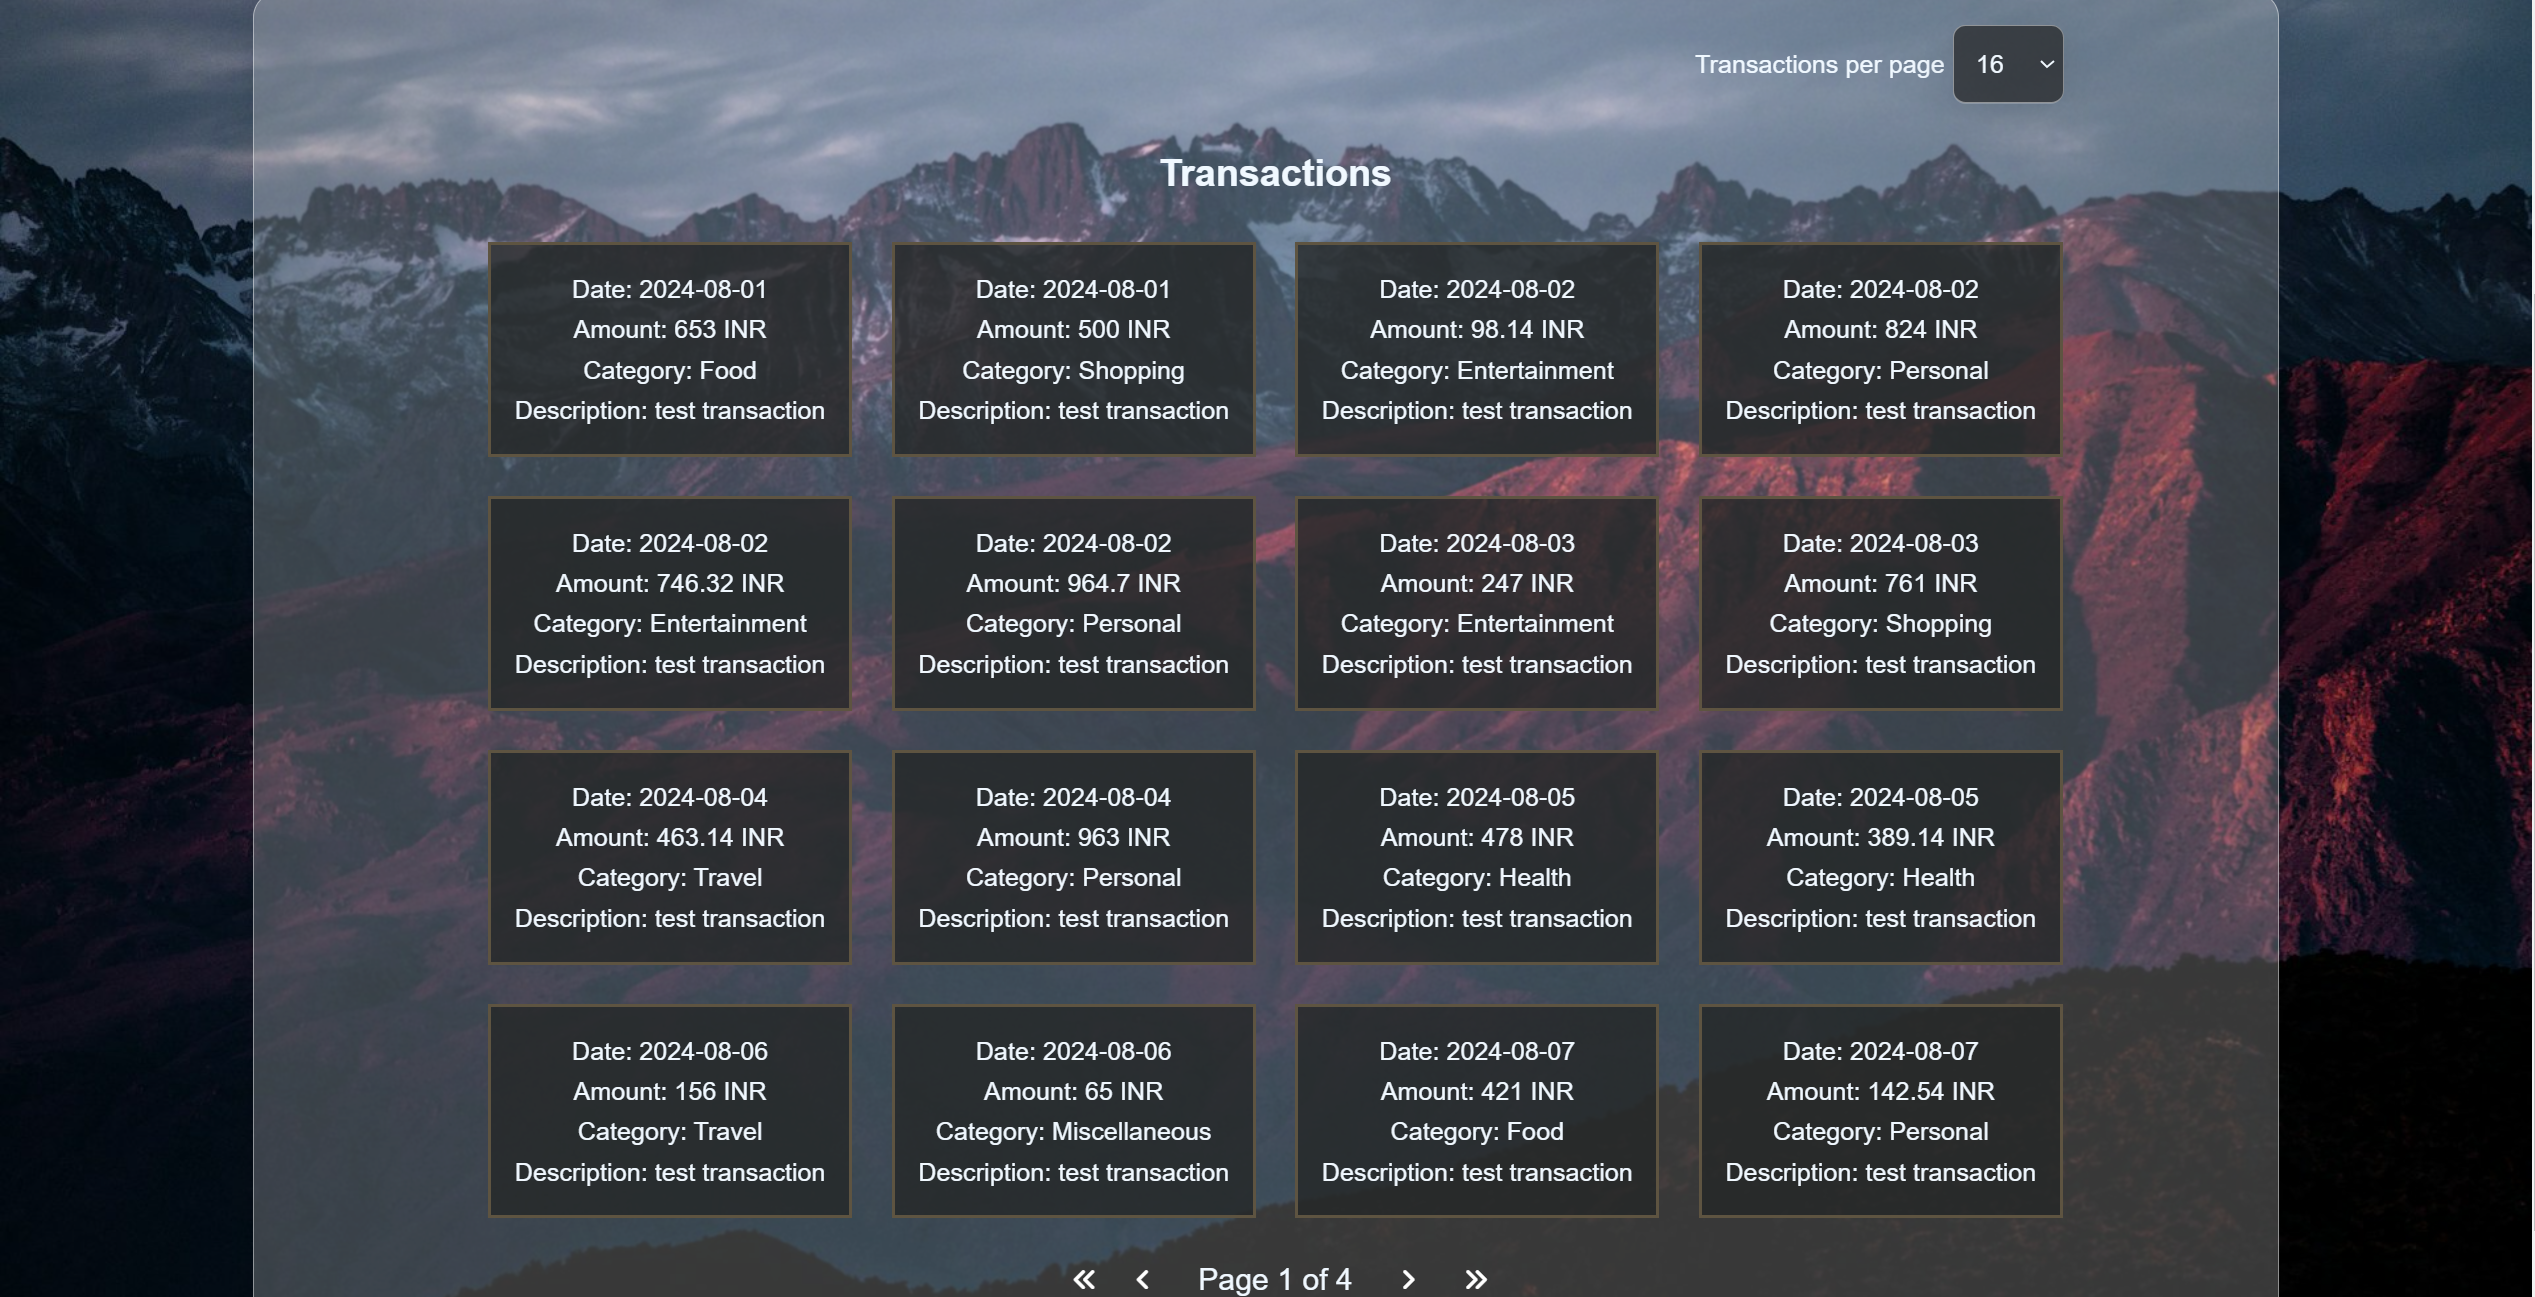 Transactions per page 16
Transactions
Date: 2024-08-01
Amount: 653 INR
Category: Food
Description: test transaction
Date: 2024-08-01
Amount: 500 INR
Category: Shopping
Description: test transaction
Date: 2024-08-02
Amount: 98.14 INR
Category: Entertainment
Description: test transaction
Date: 2024-08-02
Amount: 824 INR
Category: Personal
Description: test transaction
Date: 2024-08-02
Amount: 746.32 INR
Category: Entertainment
Description: test transaction
Date: 2024-08-02
Amount: 964.7 INR
Category: Personal
Description: test transaction
Date: 2024-08-03
Amount: 247 INR
Category: Entertainment
Description: test transaction
Date: 2024-08-03
Amount: 761 INR
Category: Shopping
Description: test transaction
Date: 2024-08-04
Amount: 463.14 INR
Category: Travel
Description: test transaction
Date: 2024-08-04
Amount: 963 INR
Category: Personal
Description: test transaction
Date: 2024-08-05
Amount: 478 INR
Category: Health
Description: test transaction
Date: 2024-08-05
Amount: 389.14 INR
Category: Health
Description: test transaction
Date: 2024-08-06
Amount: 156 INR
Category: Travel
Description: test transaction
Date: 2024-08-06
Amount: 65 INR
Category: Miscellaneous
Description: test transaction
Date: 2024-08-07
Amount: 421 INR
Category: Food
Description: test transaction
Date: 2024-08-07
Amount: 142.54 INR
Category: Personal
Description: test transaction
Page 1 of 4